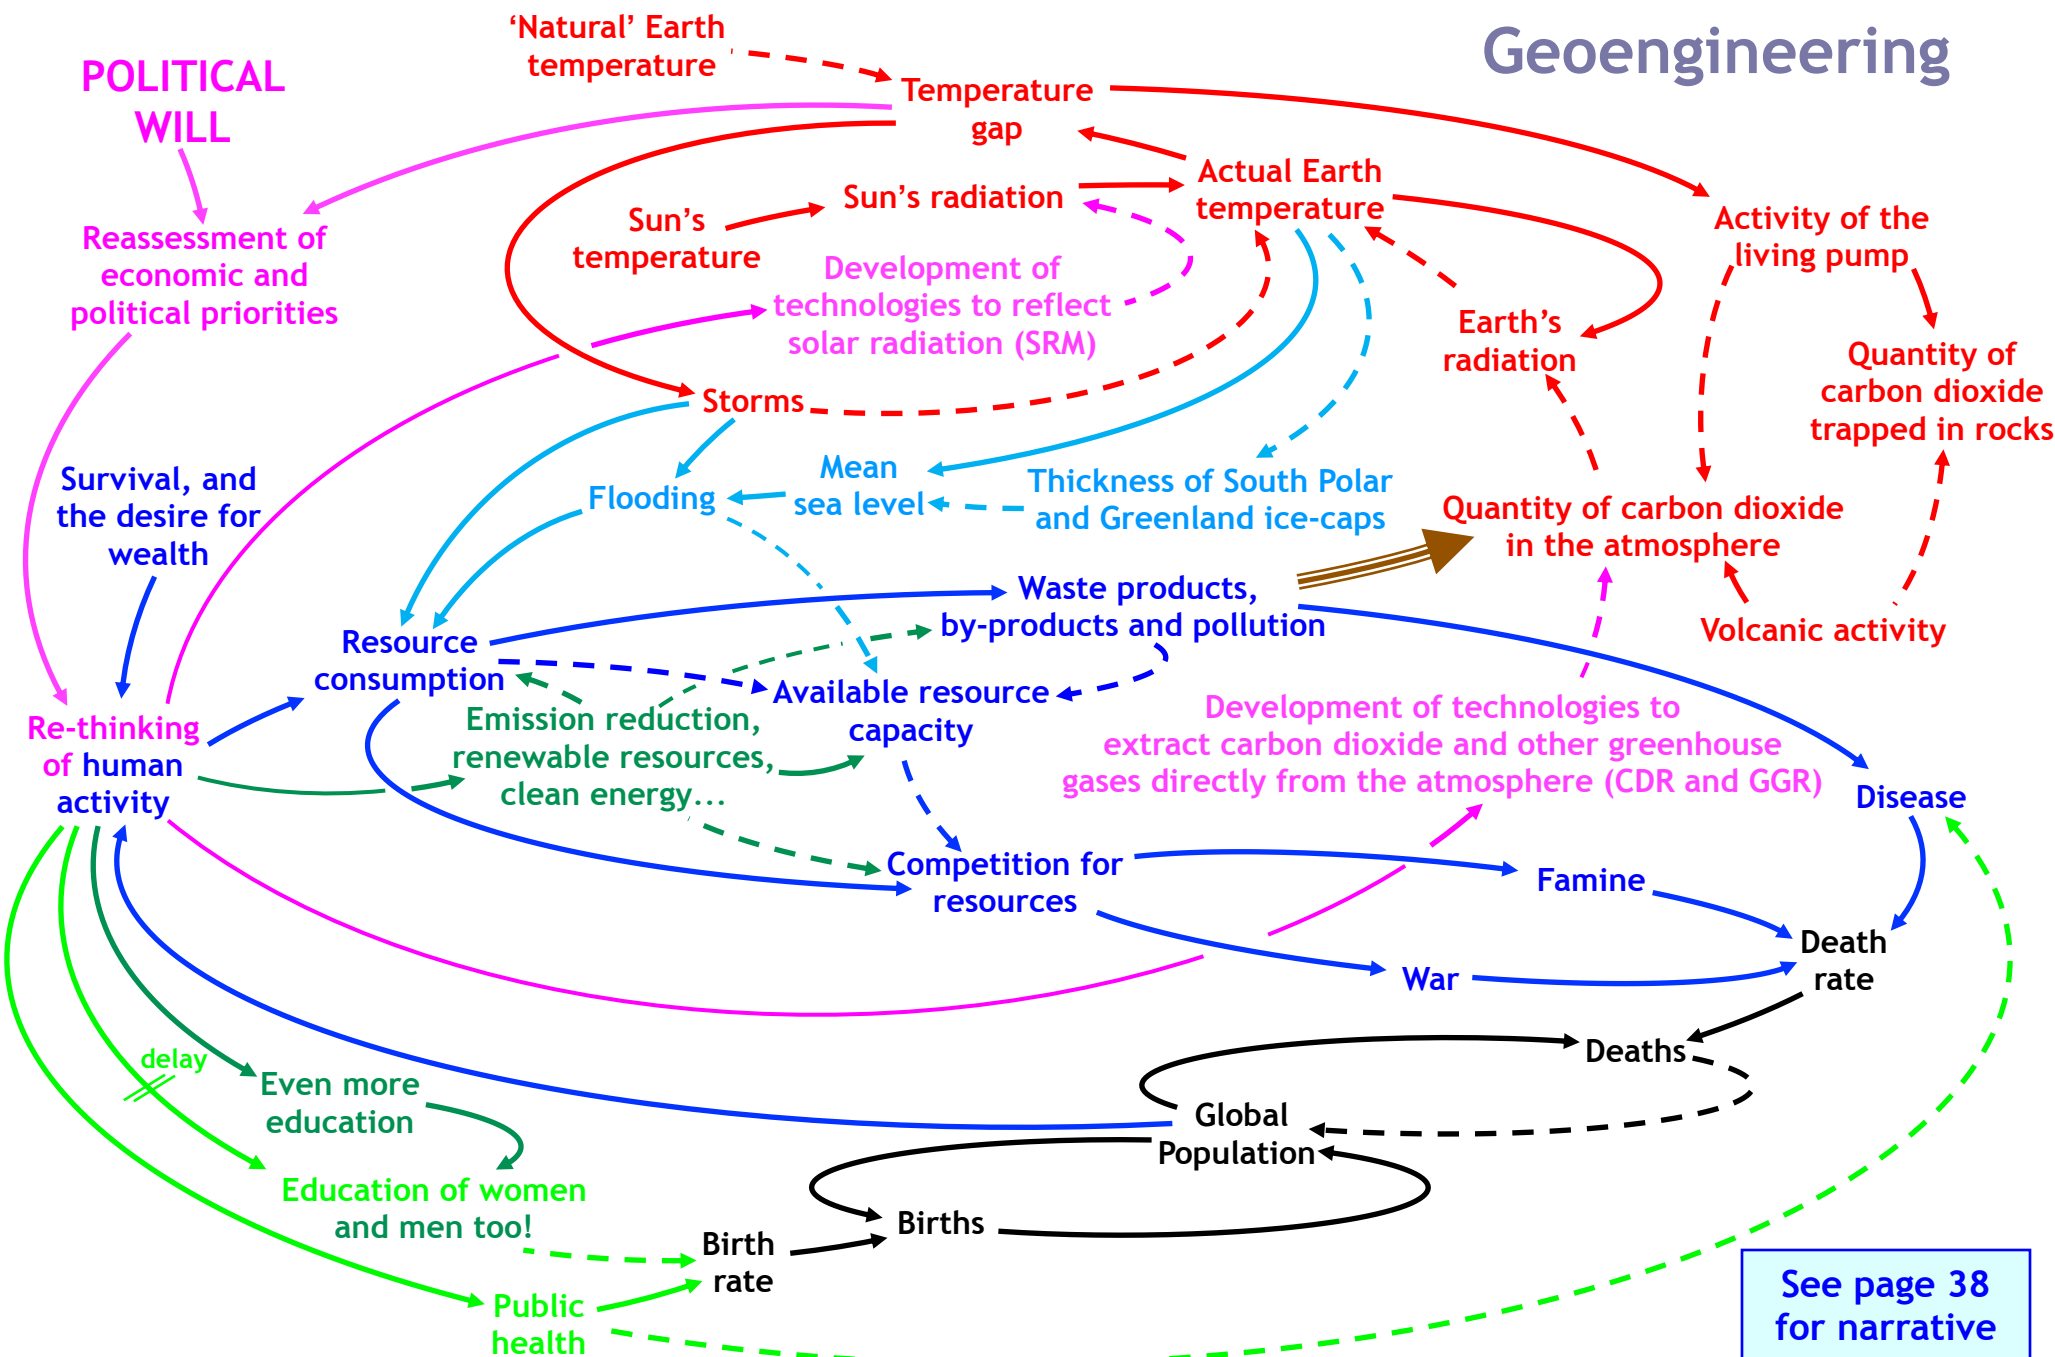 Geoengineering
‘Natural’ Earth
temperature
POLITICAL
WILL
Temperature
gap
Actual Earth
temperature
Sun’s radiation
Sun’s
temperature
Activity of the
living pump
Reassessment of
economic and
political priorities
Development of
technologies to reflect
solar radiation (SRM)
Earth’s
radiation
Quantity of
carbon dioxide
trapped in rocks
Storms
Survival, and
the desire for
wealth
Flooding
Mean
sea level
Thickness of South Polar
and Greenland ice-caps
Quantity of carbon dioxide
in the atmosphere
Waste products,
by-products and pollution
Volcanic activity
Resource
consumption
Available resource
capacity
Re-thinking
of human
activity
Emission reduction,
renewable resources,
clean energy...
Development of technologies to
extract carbon dioxide and other greenhouse
gases directly from the atmosphere (CDR and GGR)
Disease
Competition for
resources
Famine
Death
rate
War
Deaths
delay
Even more
education
Global
Population
Education of women
and men too!
Births
Birth
rate
Public
health
See page 38
for narrative